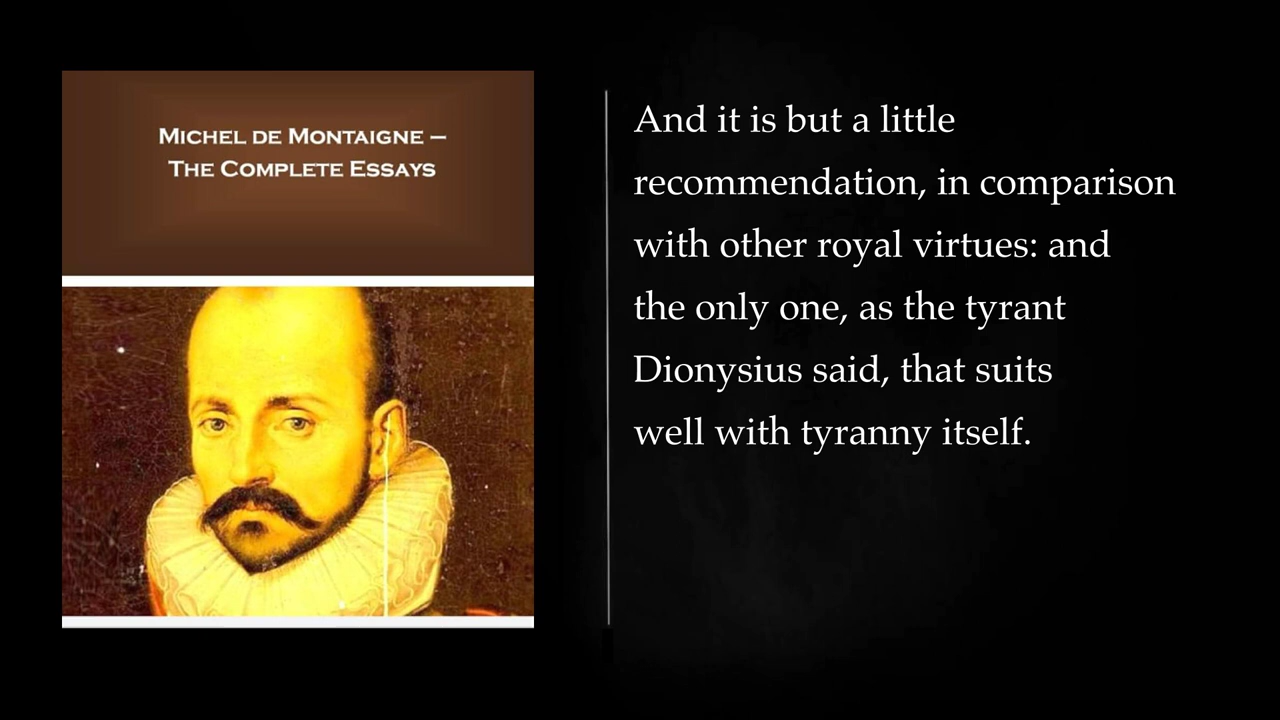 MICHEL DE MONTAIGNE –
THE COMPLETE ESSAYS
And it is but a little
recommendation, in comparison
with other royal virtues: and
the only one, as the tyrant
Dionysius said, that suits
well with tyranny itself.